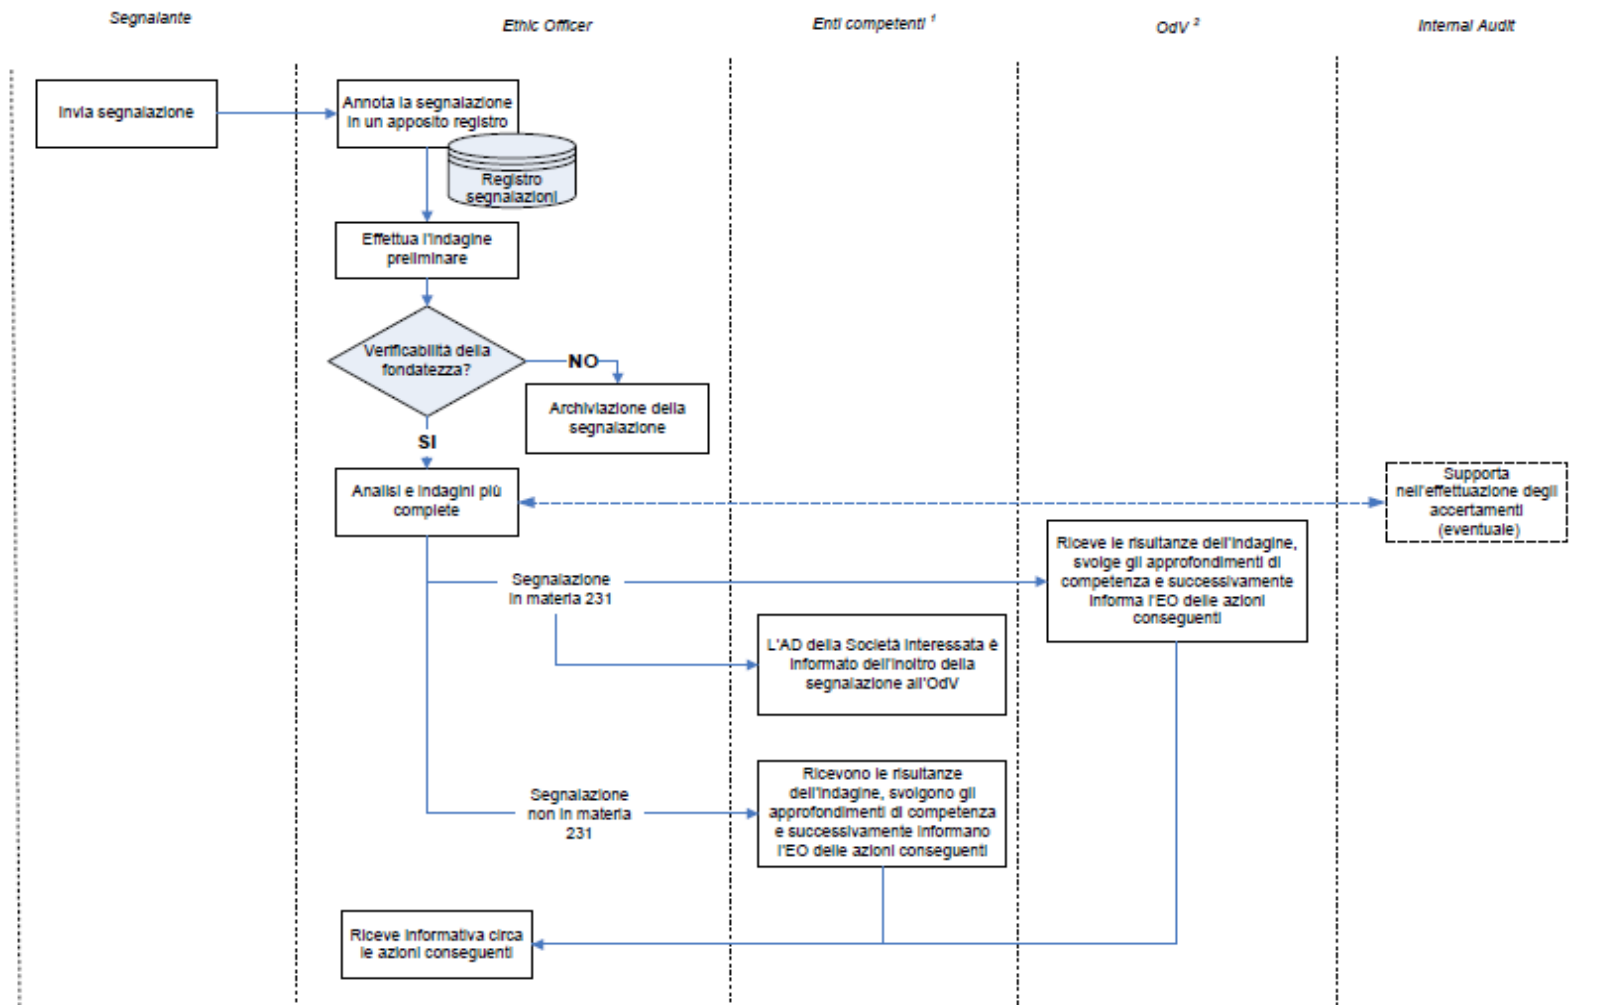 Segnalante
Ethic Officer
Enti competenti 1
OdV 2
Internal Audit
Invia segnalazione
Annota la segnalazione
in un apposito registro
Registro
segnalazioni
Effettua l'indagine
preliminare
Verificabilità della
fondatezza?
NO
Archiviazione della
segnalazione
SI
Analisi e indagini più
complete
Supporta
nell'effettuazione degli
accertamenti
(eventuale)
Riceve le risultanze dell'indagine,
svolge gli approfondimenti di
competenza e successivamente
informa l'EO delle azioni
conseguenti
Segnalazione
in materia 231
L'AD della Società interessata è
informato dell'inoltro della
segnalazione all'OdV
Segnalazione
non in materia
231
Ricevono le risultanze
dell'indagine, svolgono gli
approfondimenti di competenza
e successivamente informano
l'EO delle azioni conseguenti
Riceve informativa circa
le azioni conseguenti